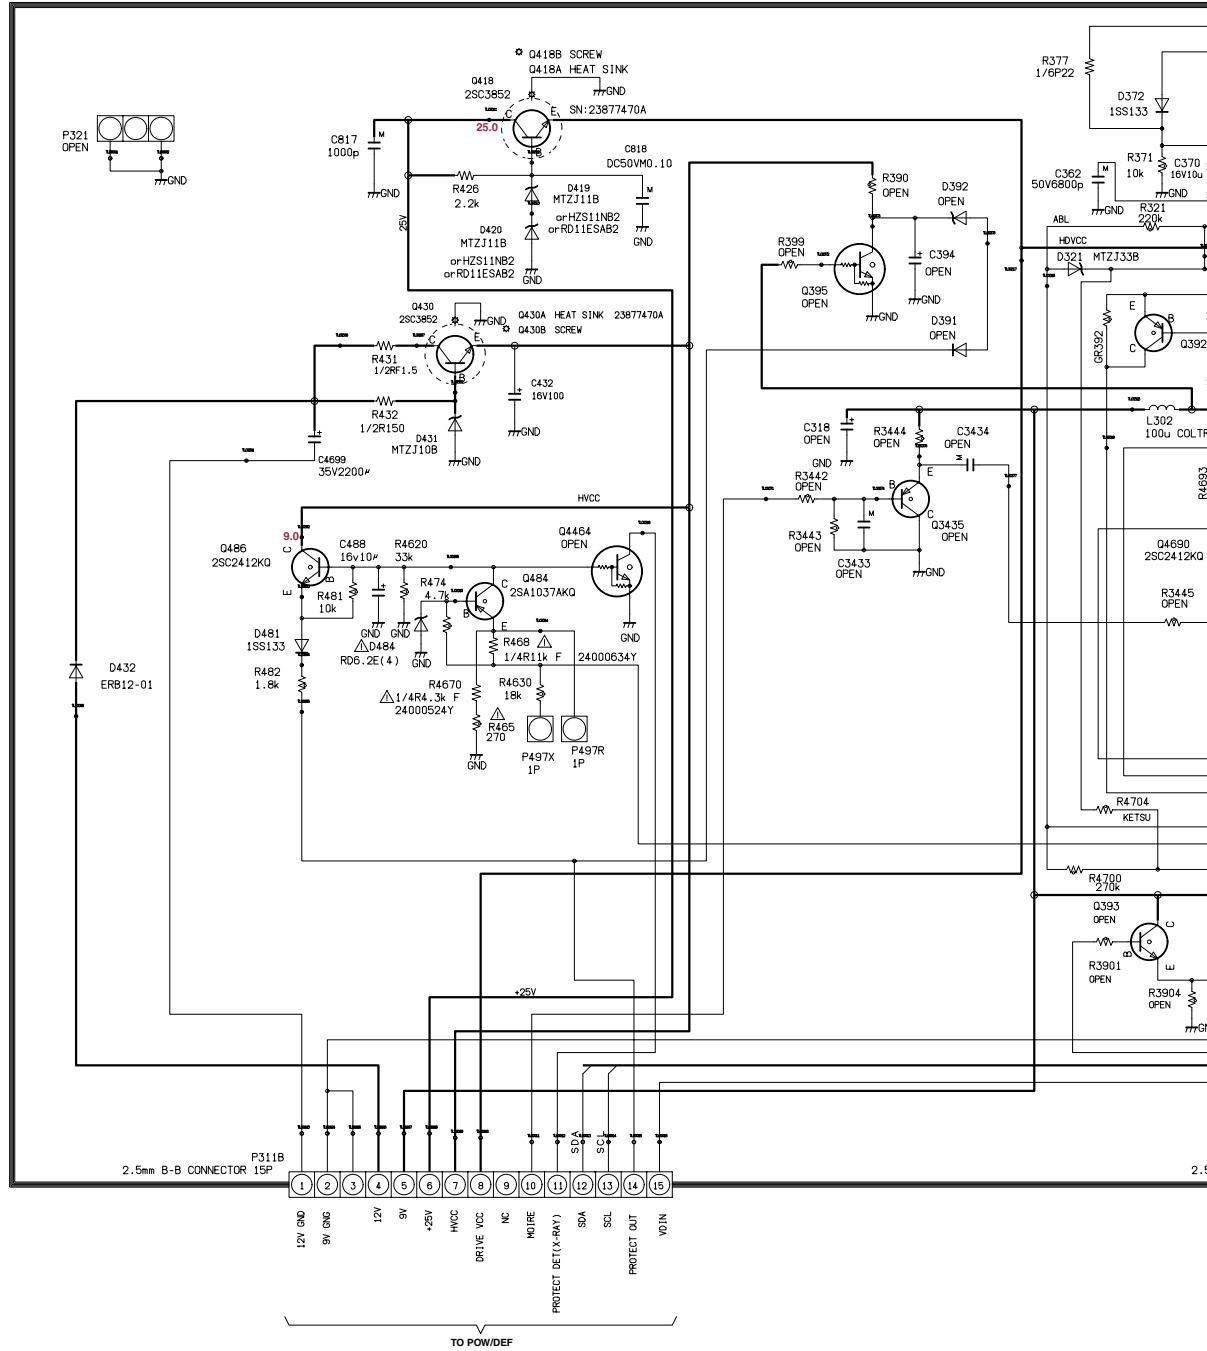 Q418B SCREW
Q418A HEAT SINK
Q418
2SC3852
GND
SN:23877470A
C
E
B
25.0
P321
OPEN
GND
C817
1000p
M
GND
C818
DC50VM0.10
M
GND
R426
2.2k
D419
MTZJ11B
or HZS11NB2
or RD11ESAB2
D420
MTZJ11B
or HZS11NB2
or RD11ESAB2
GND
25V
R377
1/6P22
D372
1SS133
R371
10k
C370
16V10u
C362
50V6800p
M
GND
GND
R321
220k
ABL
HDVCC
D321 MTZJ33B
R390
OPEN
D392
OPEN
R399
OPEN
C394
OPEN
Q395
OPEN
GND
GND
D391
OPEN
GR392
E
B
C
Q392
Q430
2SC3852
GND
Q430A HEAT SINK 23877470A
Q430B SCREW
C
E
B
R431
1/2RF1.5
C432
16V100
GND
R432
1/2R150
D431
MTZJ10B
GND
C4699
35V2200μ
L302
100u COLTR
C318
OPEN
GND
R3444
OPEN
C3434
OPEN
M
R3442
OPEN
B
E
C
R3443
OPEN
M
C3433
OPEN
Q3435
OPEN
GND
R4693
Q4690
2SC2412KQ
R3445
OPEN
HVCC
9.0
C
B
E
Q486
2SC2412KQ
C488
16v10μ
R4620
33k
Q4464
OPEN
R481
10k
GND
GND
R474
4.7k
Q484
2SA1037AKQ
C
B
E
GND
D481
1SS133
D484
RD6.2E(4)
GND
R468
1/4R11k F
24000634Y
R482
1.8k
D432
ERB12-01
R4670
1/4R4.3k F
24000524Y
R4630
18k
R465
270
GND
P497X
1P
P497R
1P
R4704
KETSU
R4700
270k
Q393
OPEN
B
C
E
R3901
OPEN
R3904
OPEN
+25V
SDA
SCL
P311B
2.5mm B-B CONNECTOR 15P
1 2 3 4 5 6 7 8 9 10 11 12 13 14 15
12V GND
9V GNG
12V
9V
+25V
HVCC
DRIVE VCC
NC
MOIRE
PROTECT DET(X-RAY)
SDA
SCL
PROTECT OUT
VDIN
TO POW/DEF